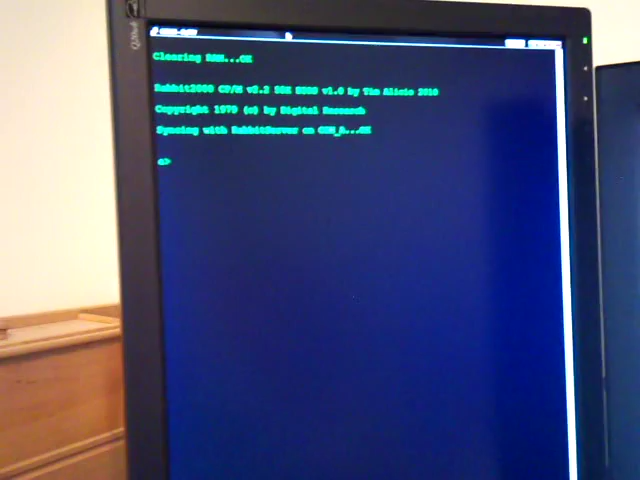 Clearing RAM...OK
Rabbit2000 CP/M v2.2 56K BIOS v1.0 by Tim Alicie 2010
Copyright 1979 (c) by Digital Research
Syncing with RabbitServer on COM_A...OK
a>